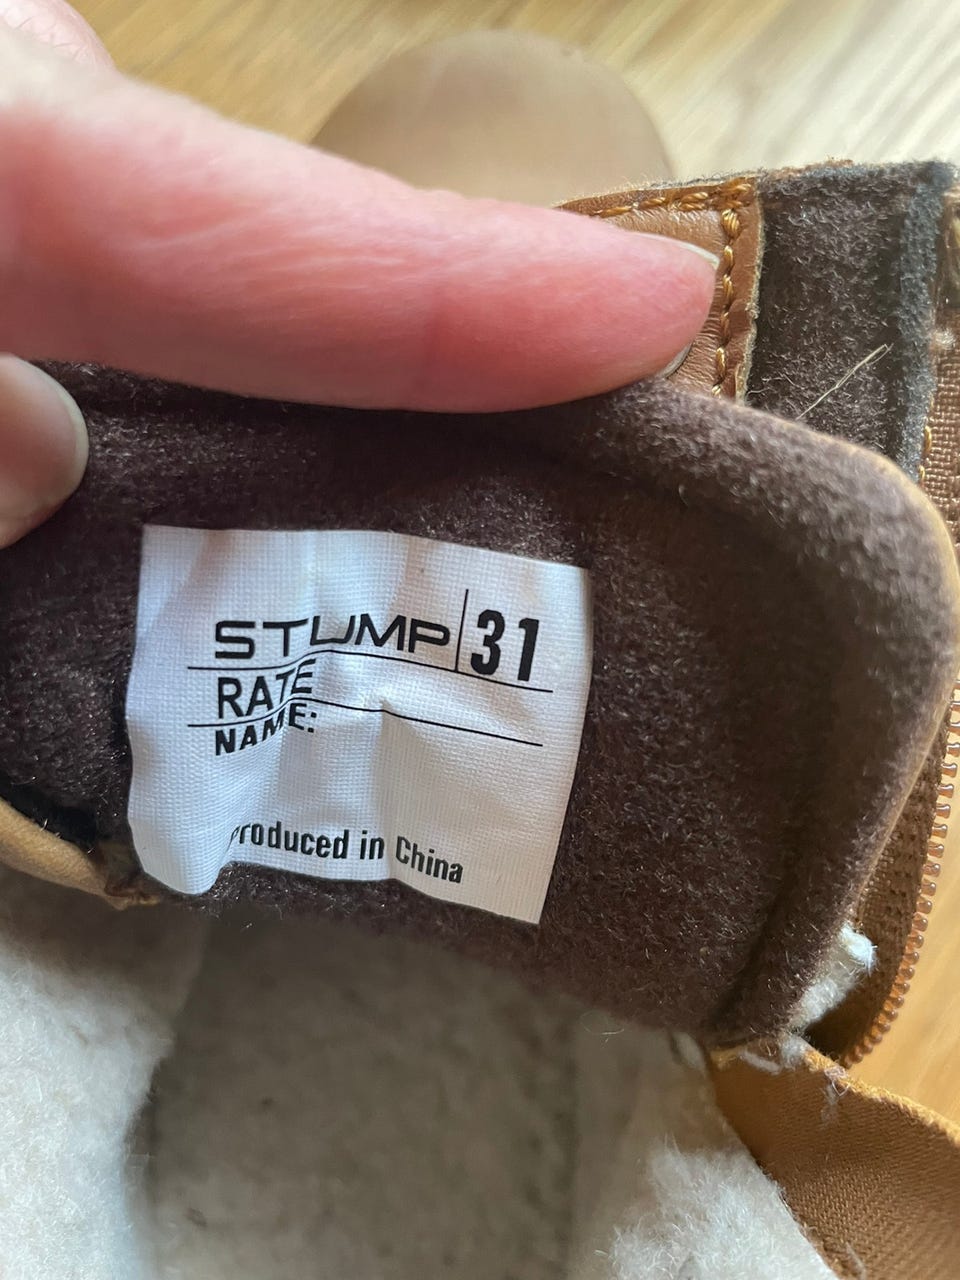 STUMP 31
RATE
NAME:
Produced in China